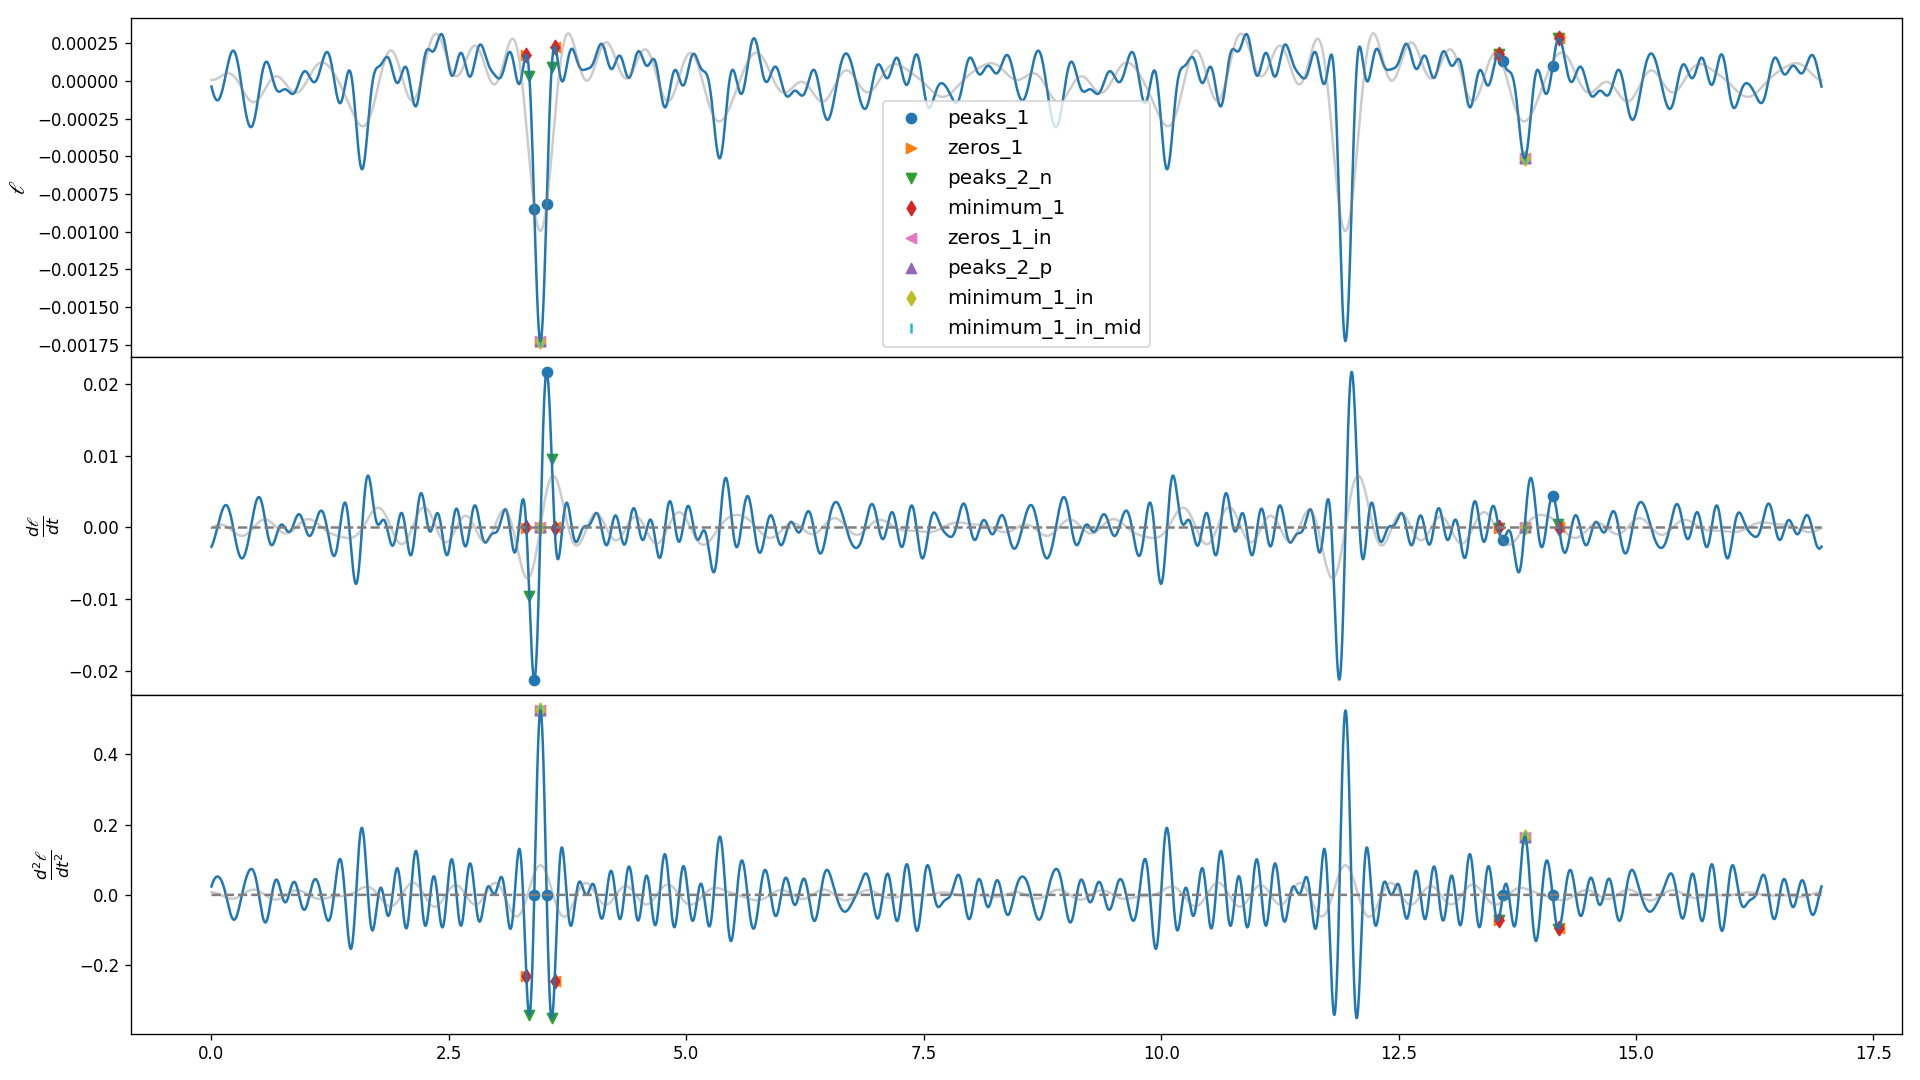 0.00025
0.00000
−0.00025
−0.00050
−0.00075
−0.00100
−0.00125
−0.00150
−0.00175
ℓ
peaks_1
zeros_1
peaks_2_n
minimum_1
zeros_1_in
peaks_2_p
minimum_1_in
minimum_1_in_mid
0.02
0.01
0.00
−0.01
−0.02
dℓ
dt
0.4
0.2
0.0
−0.2
d²ℓ
dt²
0.0 2.5 5.0 7.5 10.0 12.5 15.0 17.5